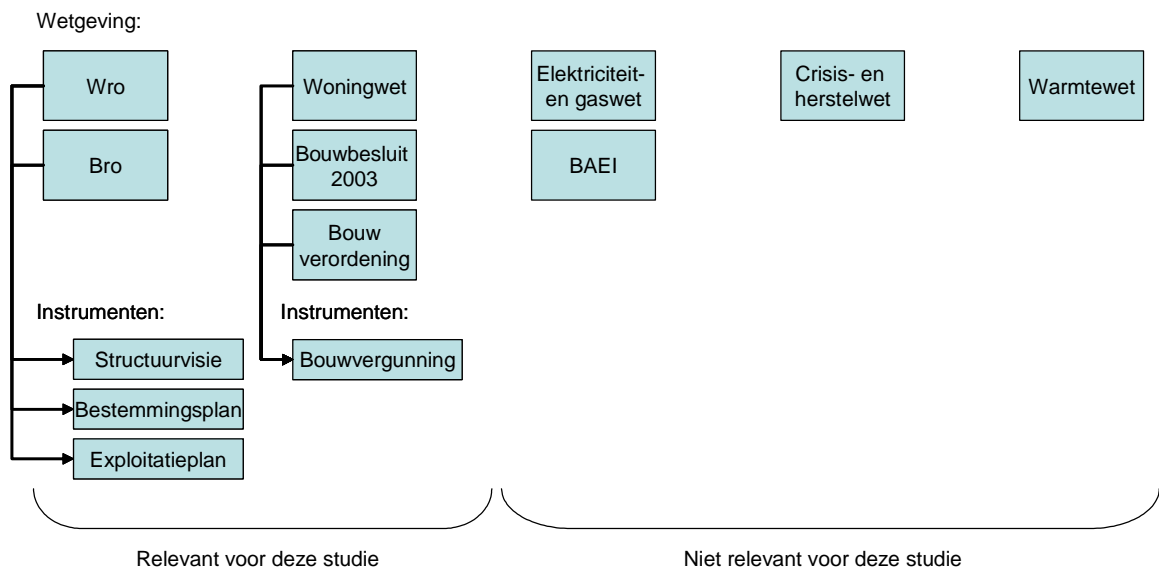 Wetgeving:
Wro
Woningwet
Elektriciteit-
en gaswet
Crisis- en
herstelwet
Warmtewet
Bro
Bouwbesluit
2003
BAEI
Bouw
verordening
Instrumenten:
Instrumenten:
Structuurvisie
Bouwvergunning
Bestemmingsplan
Exploitatieplan
Relevant voor deze studie
Niet relevant voor deze studie